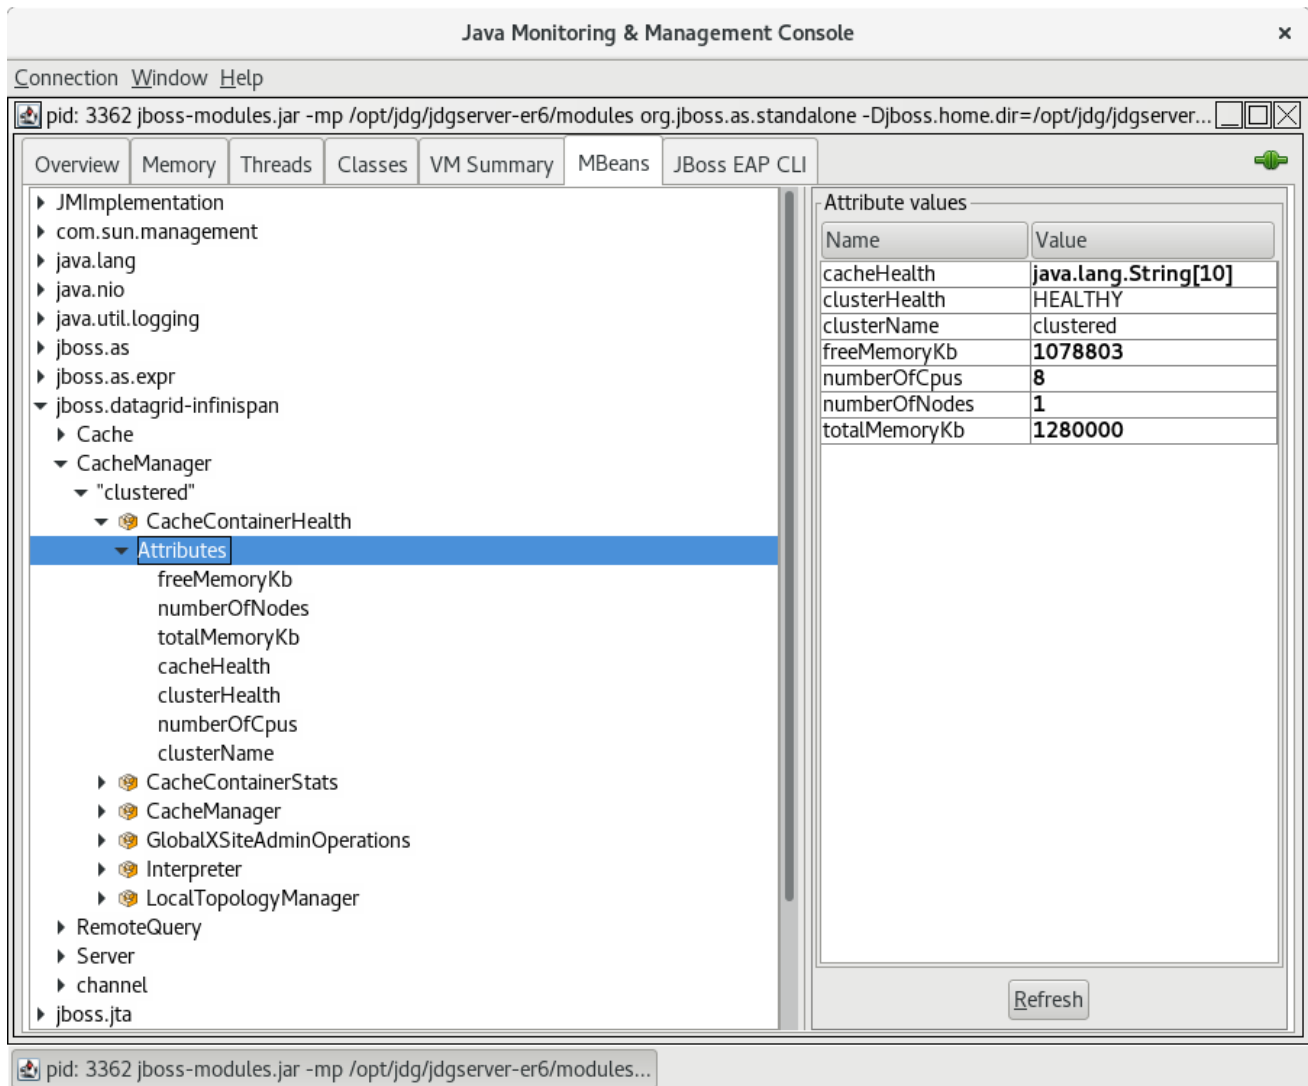 Java Monitoring & Management Console
Connection Window Help
pid: 3362 jboss-modules.jar -mp /opt/jdg/jdgserver-er6/modules org.jboss.as.standalone -Djboss.home.dir=/opt/jdg/jdgserver...
Overview Memory Threads Classes VM Summary MBeans JBoss EAP CLI
JMImplementation
com.sun.management
java.lang
java.nio
java.util.logging
jboss.as
jboss.as.expr
jboss.datagrid-infinispan
Cache
CacheManager
"clustered"
CacheContainerHealth
Attributes
freeMemoryKb
numberOfNodes
totalMemoryKb
cacheHealth
clusterHealth
numberOfCpus
clusterName
CacheContainerStats
CacheManager
GlobalXSiteAdminOperations
Interpreter
LocalTopologyManager
RemoteQuery
Server
channel
jboss.jta
Attribute values
Name Value
cacheHealth java.lang.String[10]
clusterHealth HEALTHY
clusterName clustered
freeMemoryKb 1078803
numberOfCpus 8
numberOfNodes 1
totalMemoryKb 1280000
Refresh
pid: 3362 jboss-modules.jar -mp /opt/jdg/jdgserver-er6/modules...